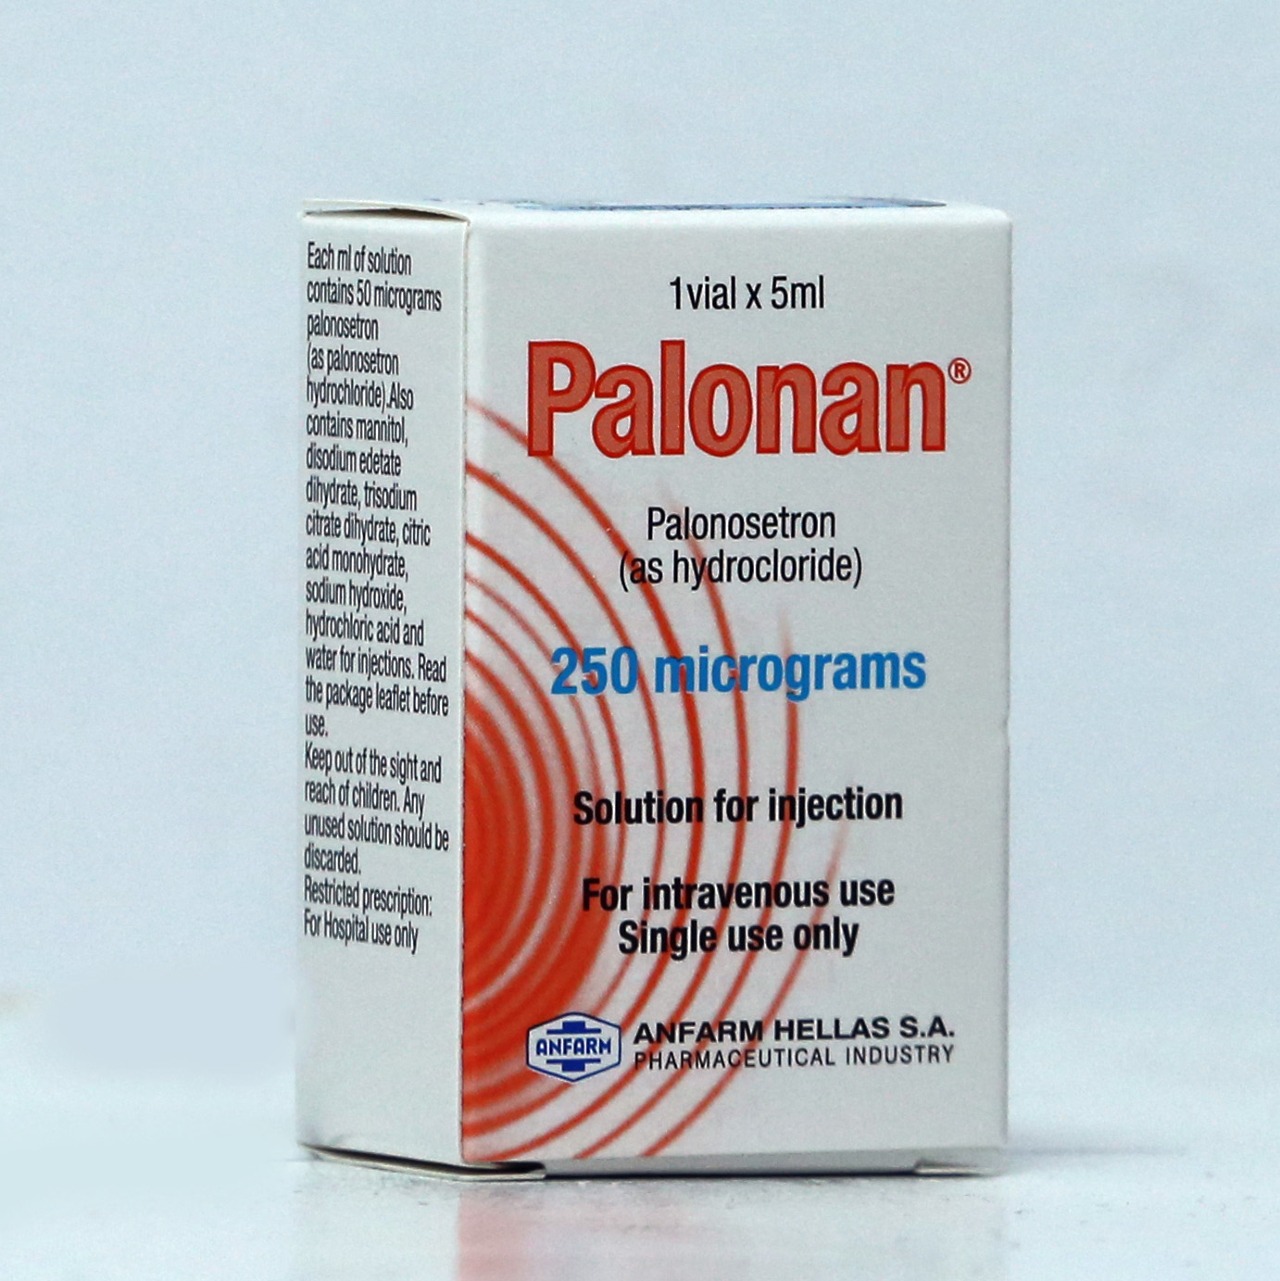 Each ml of solution
contains 50 micrograms
palonosetron
(as palonosetron
hydrochloride).Also
contains mannitol,
disodium edetate
dihydrate, trisodium
citrate dihydrate, citric
acid monohydrate,
sodium hydroxide,
hydrochloric acid and
water for injections. Read
the package leaflet before
use.
Keep out of the sight and
reach of children. Any
unused solution should be
discarded.
Restricted prescription:
For Hospital use only
1vial x 5ml
Palonan®
Palonosetron
(as hydrocloride)
250 micrograms
Solution for injection
For intravenous use
Single use only
ANFARM
ANFARM HELLAS S.A.
PHARMACEUTICAL INDUSTRY